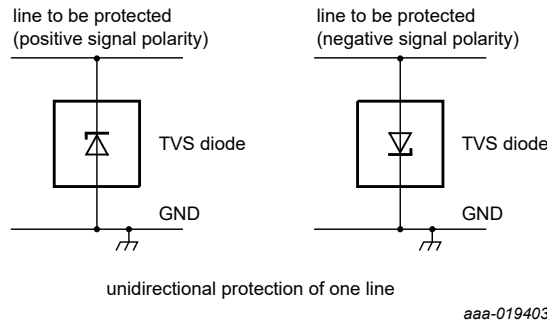 line to be protected
(positive signal polarity)
line to be protected
(negative signal polarity)
TVS diode
TVS diode
GND
GND
unidirectional protection of one line
aaa-019403